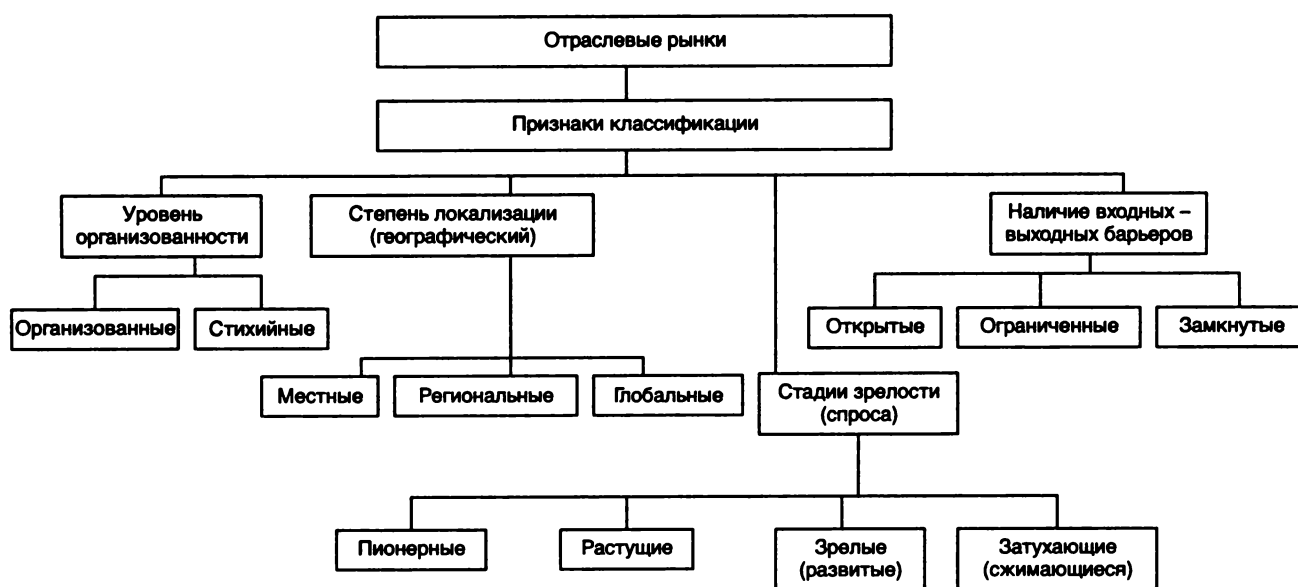 Отраслевые рынки
Признаки классификации
Уровень
организованности
Степень локализации
(географический)
Наличие входных –
выходных барьеров
Организованные
Стихийные
Открытые
Ограниченные
Замкнутые
Местные
Региональные
Глобальные
Стадии зрелости
(спроса)
Пионерные
Растущие
Зрелые
(развитые)
Затухающие
(сжимающиеся)